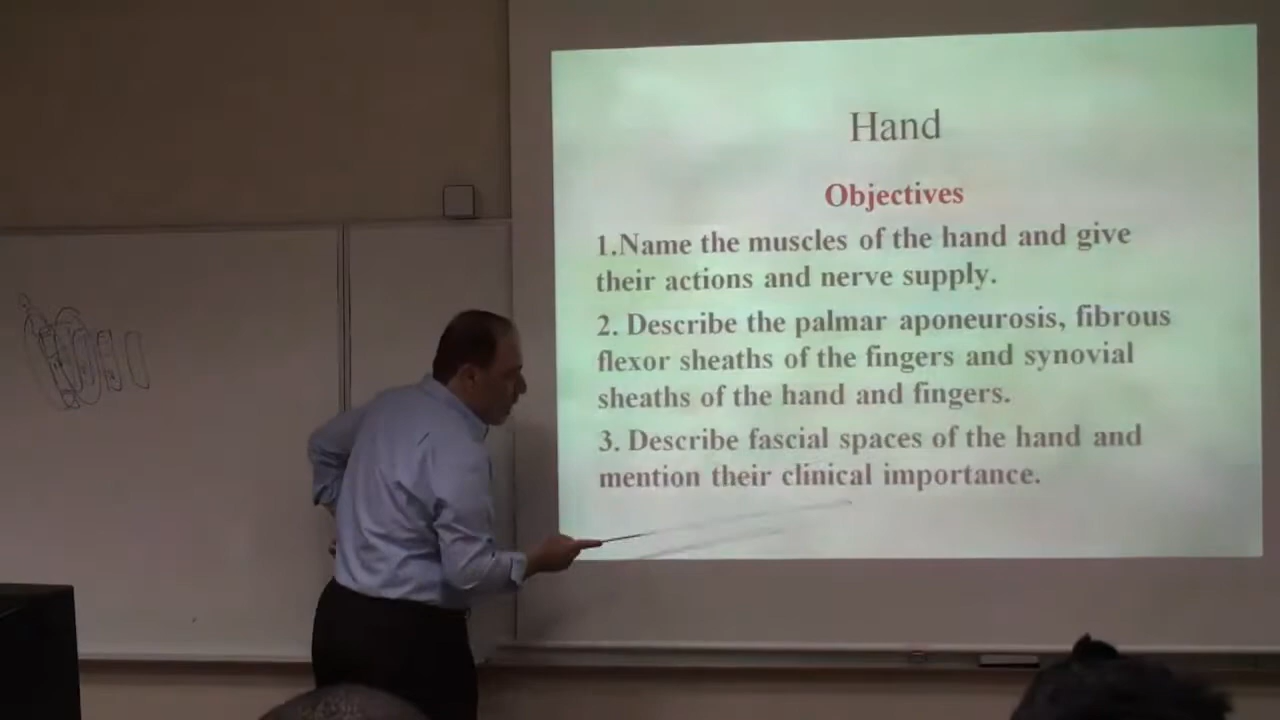 Hand
Objectives
1.Name the muscles of the hand and give
their actions and nerve supply.
2. Describe the palmar aponeurosis, fibrous
flexor sheaths of the fingers and synovial
sheaths of the hand and fingers.
3. Describe fascial spaces of the hand and
mention their clinical importance.